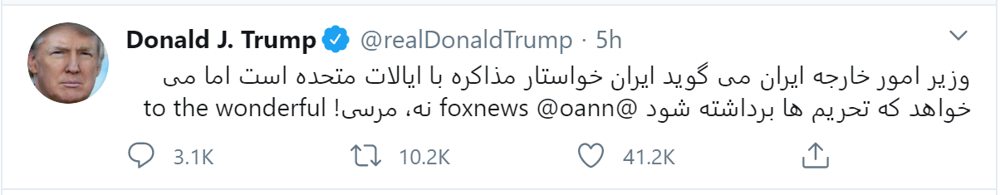 Donald J. Trump @realDonaldTrump · 5h
وزیر امور خارجه ایران می گوید ایران خواستار مذاکره با ایالات متحده است اما می
خواهد که تحریم ها برداشته شود @foxnews @oann نه، مرسی! to the wonderful
3.1K 10.2K 41.2K